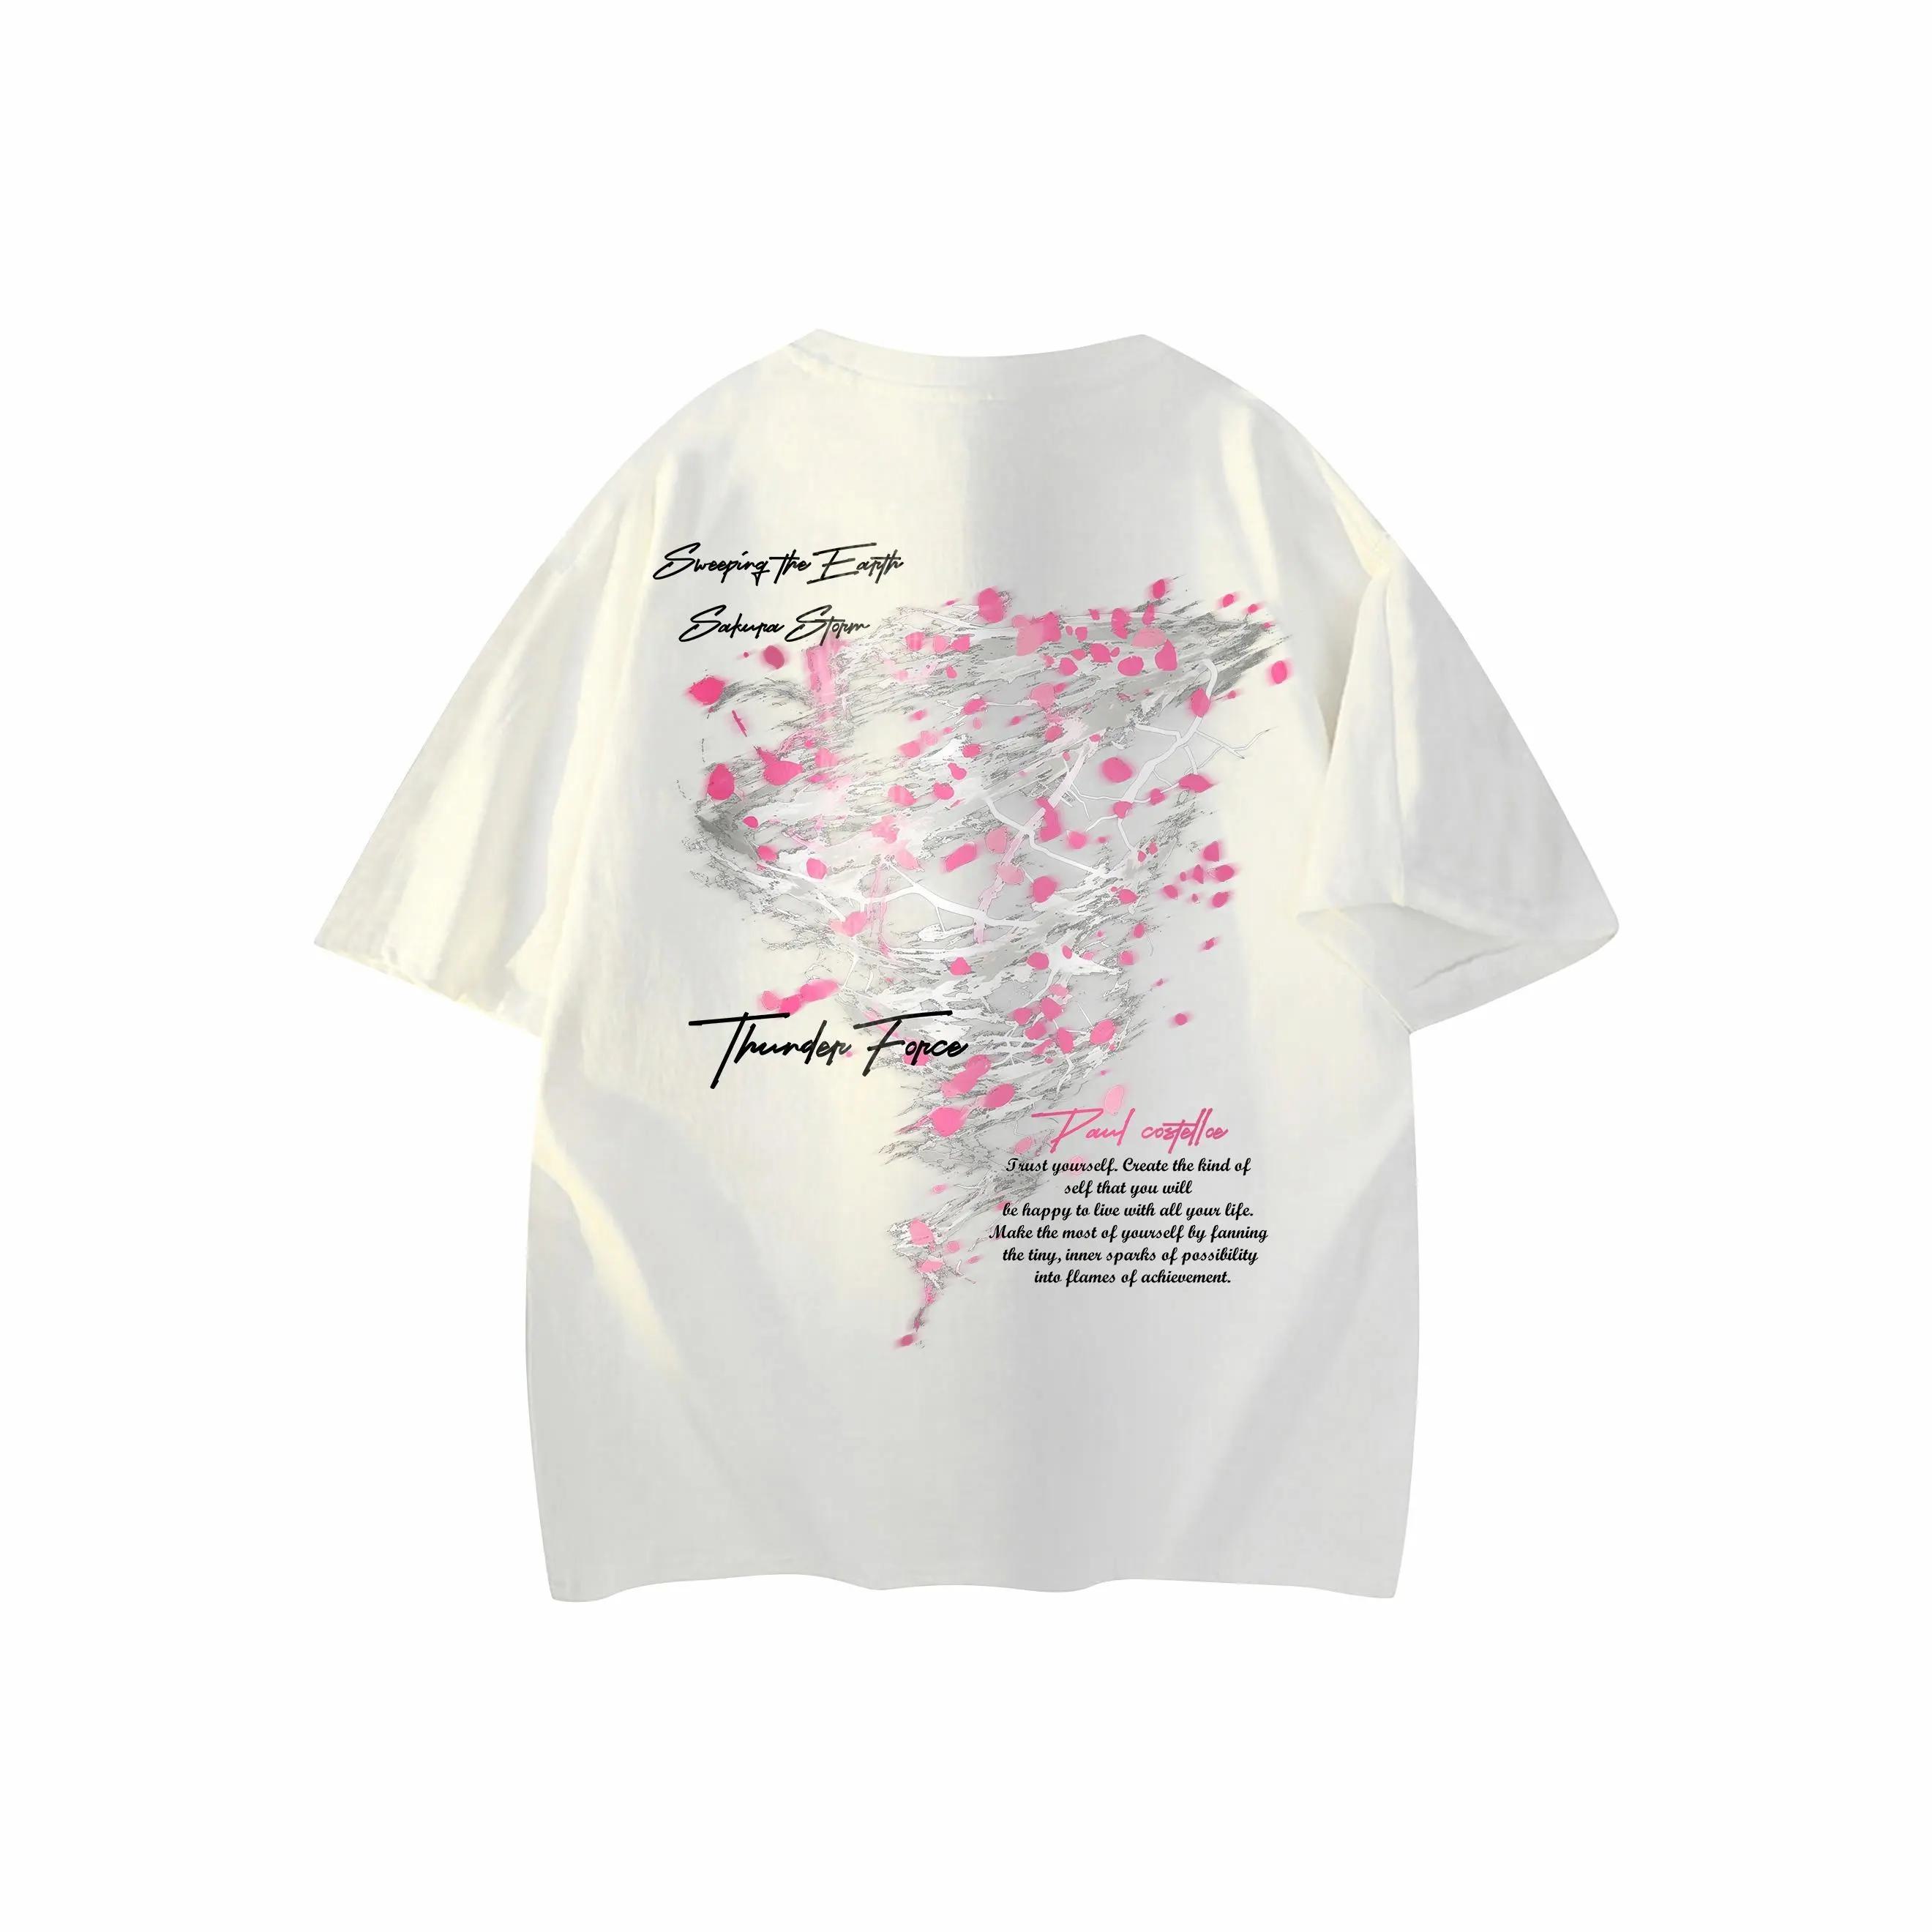 Sweeping the Earth
Sakura Storm
Thunder Force
Paul costelloe
Trust yourself. Create the kind of
self that you will
be happy to live with all your life.
Make the most of yourself by fanning
the tiny, inner sparks of possibility
into flames of achievement.